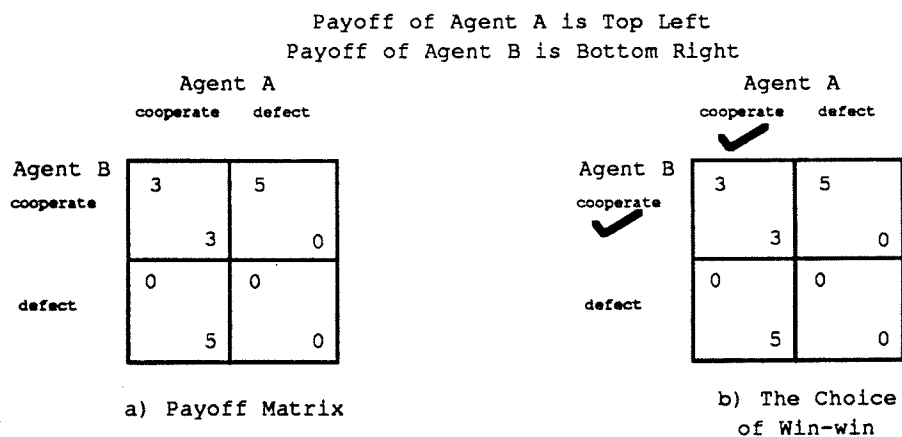 Payoff of Agent A is Top Left
Payoff of Agent B is Bottom Right
Agent A
cooperate defect
Agent B
cooperate
defect
3 5
3 0
0 0
5 0
a) Payoff Matrix
Agent A
cooperate defect
Agent B
cooperate
defect
3 5
3 0
0 0
5 0
b) The Choice
of Win-win